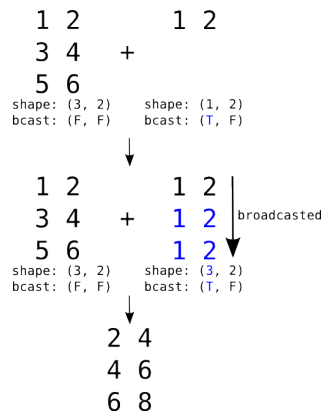 1 2 1 2
3 4 +
5 6
shape: (3, 2) shape: (1, 2)
bcast: (F, F) bcast: (T, F)
1 2 1 2
3 4 + 1 2 broadcasted
5 6 1 2
shape: (3, 2) shape: (3, 2)
bcast: (F, F) bcast: (T, F)
2 4
4 6
6 8